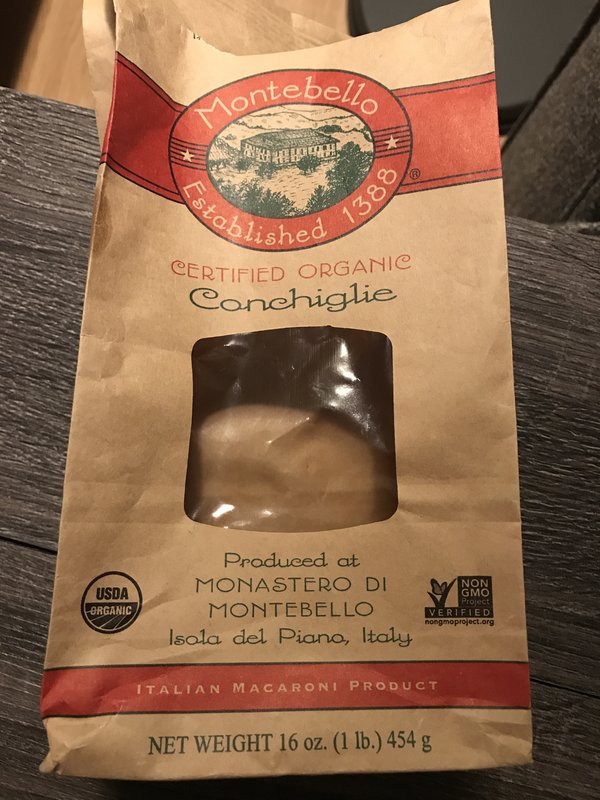 Montebello
Established 1388
®
CERTIFIED ORGANIC
Conchiglie
Produced at
MONASTERO DI
MONTEBELLO
Isola del Piano, Italy
USDA
ORGANIC
NON
GMO
Project
VERIFIED
nongmoproject.org
ITALIAN MACARONI PRODUCT
NET WEIGHT 16 oz. (1 lb.) 454 g